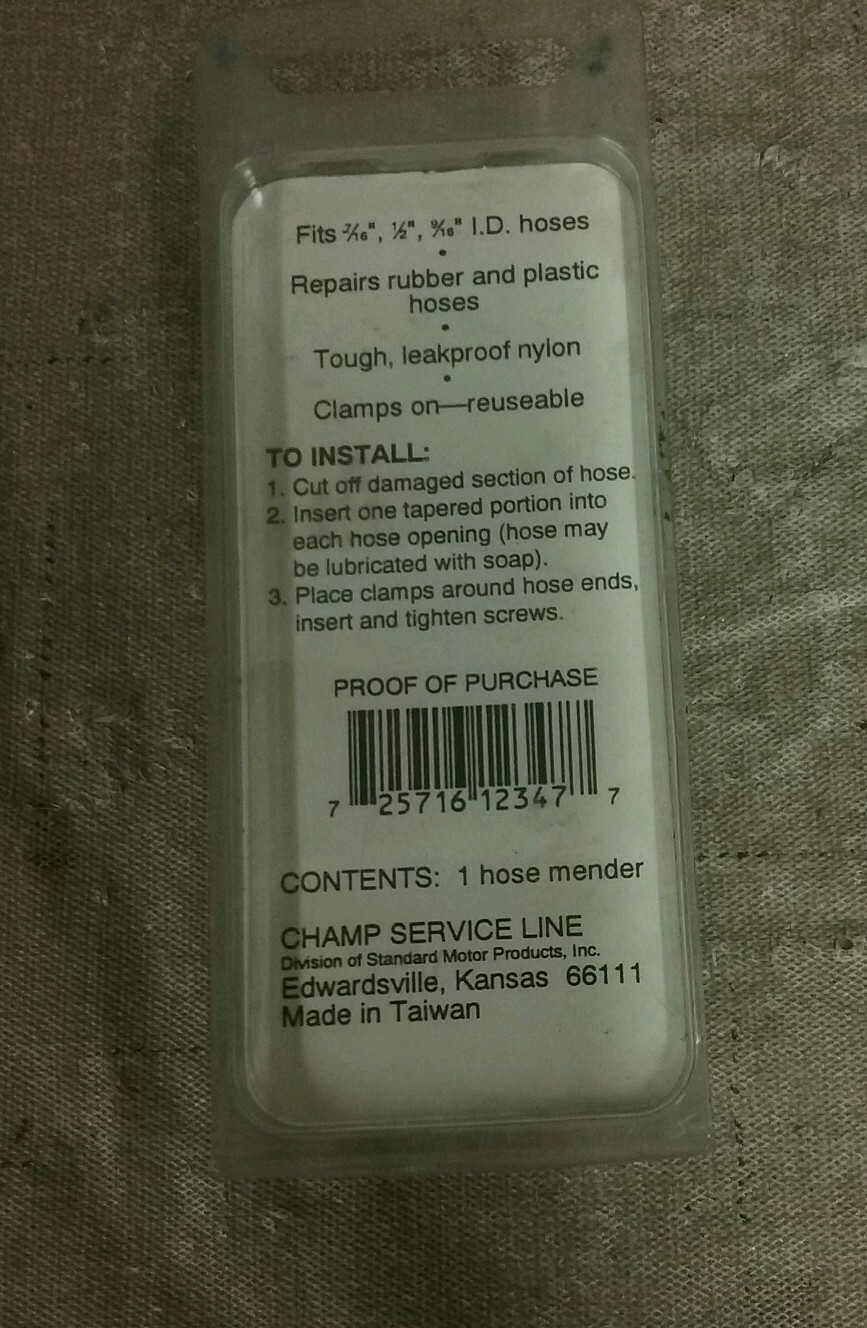 Fits 7/16", 1/2", 9/16" I.D. hoses
•
Repairs rubber and plastic
hoses
•
Tough, leakproof nylon
•
Clamps on—reuseable
TO INSTALL:
1. Cut off damaged section of hose.
2. Insert one tapered portion into
each hose opening (hose may
be lubricated with soap).
3. Place clamps around hose ends,
insert and tighten screws.
PROOF OF PURCHASE
7 25716 12347 7
CONTENTS: 1 hose mender
CHAMP SERVICE LINE
Division of Standard Motor Products, Inc.
Edwardsville, Kansas 66111
Made in Taiwan